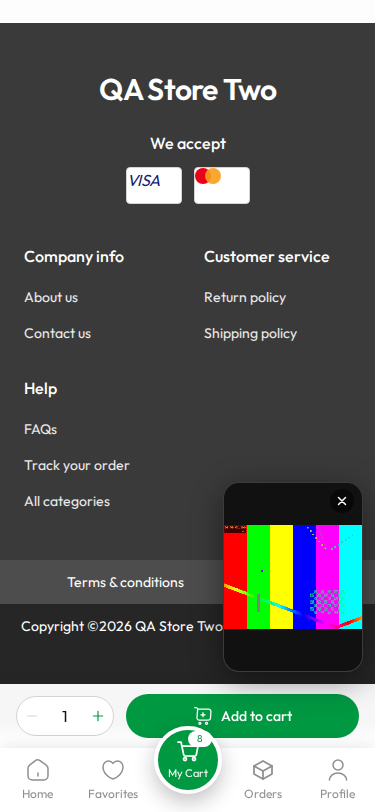 QA Store Two
We accept
VISA
Company info
Customer service
About us
Return policy
Contact us
Shipping policy
Help
FAQs
Track your order
All categories
Terms & conditions
Copyright ©2026 QA Store Two
1
Add to cart
8
My Cart
Home
Favorites
Orders
Profile